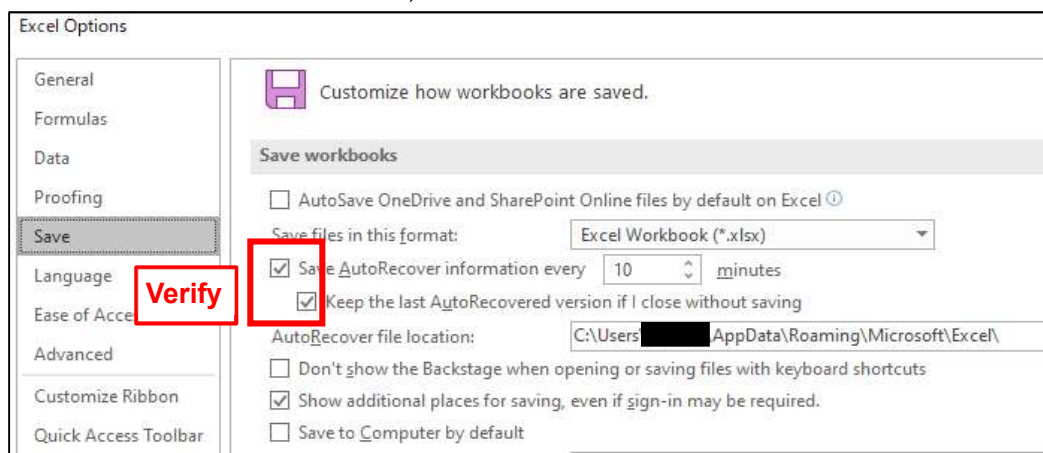 Excel Options
General
Formulas
Data
Proofing
Save
Language
Ease of Acce
Advanced
Customize Ribbon
Quick Access Toolbar
Verify
Customize how workbooks are saved.
Save workbooks
AutoSave OneDrive and SharePoint Online files by default on Excel
Save files in this format: Excel Workbook (*.xlsx)
Save AutoRecover information every 10 minutes
Keep the last AutoRecovered version if I close without saving
AutoRecover file location: C:\Users\ AppData\Roaming\Microsoft\Excel\
Don't show the Backstage when opening or saving files with keyboard shortcuts
Show additional places for saving, even if sign-in may be required.
Save to Computer by default